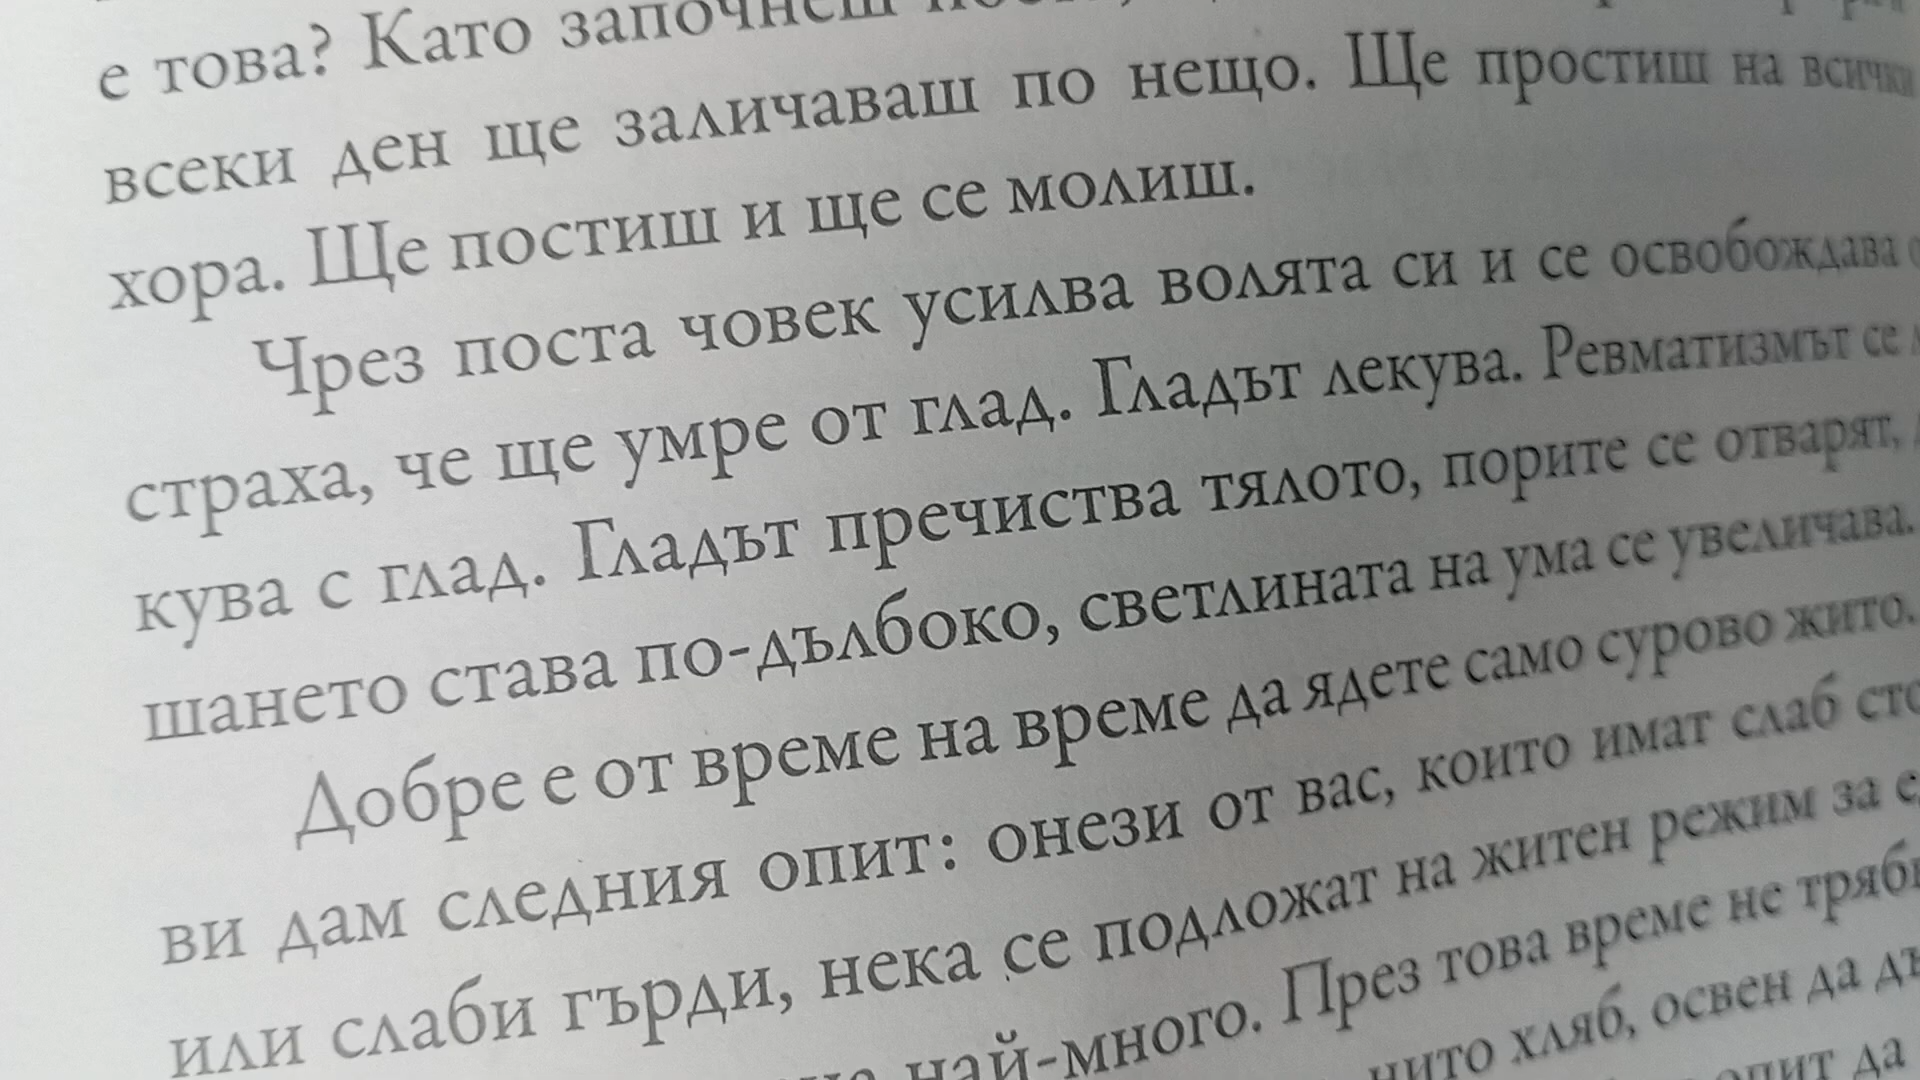 е това? Като започнеш
всеки ден ще заличаваш по нещо. Ще простиш на всички
хора. Ще постиш и ще се молиш.
Чрез поста човек усилва волята си и се освобождава
страха, че ще умре от глад. Гладът лекува. Ревматизмът се
кува с глад. Гладът пречиства тялото, порите се отварят,
шането става по-дълбоко, светлината на ума се увеличава.
Добре е от време на време да ядете само сурово жито.
ви дам следния опит: онези от вас, които имат слаб
или слаби гърди, нека се подложат на житен режим за
най-много. През това време не
нито хляб, освен да
опит да